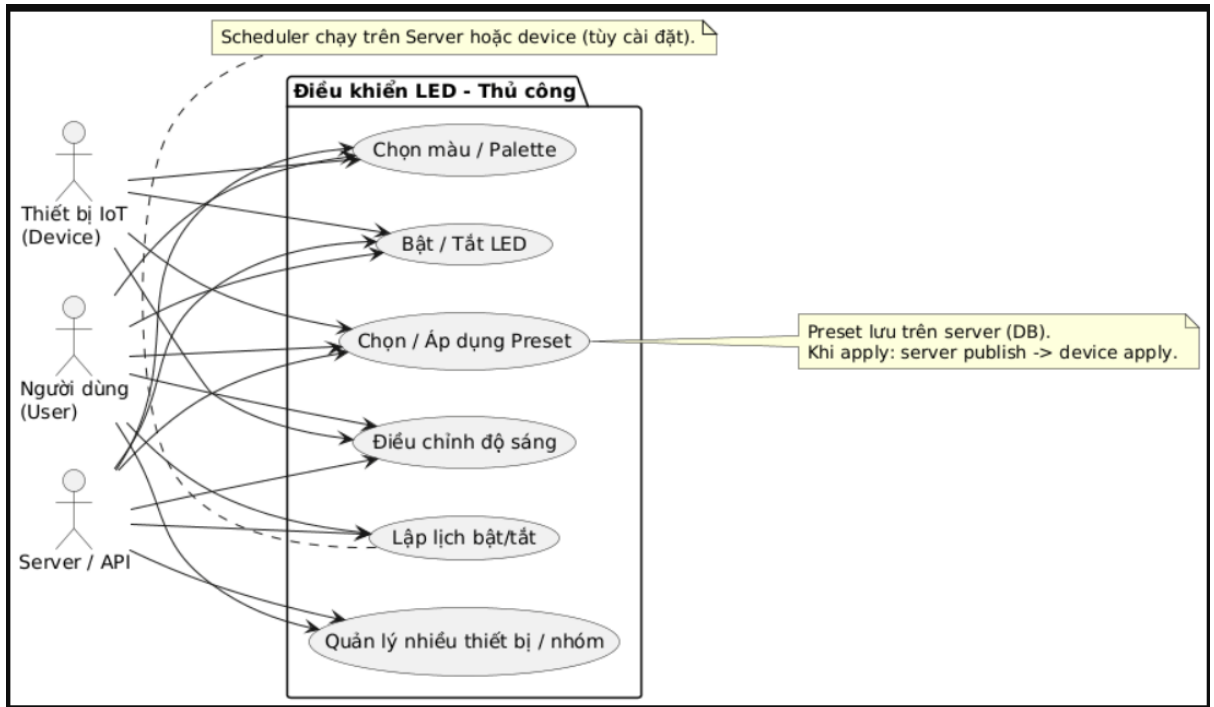 Scheduler chạy trên Server hoặc device (tùy cài đặt).
Điều khiển LED - Thủ công
Chọn màu / Palette
Thiết bị IoT
(Device)
Bật / Tắt LED
Chọn / Áp dụng Preset
Preset lưu trên server (DB).
Khi apply: server publish -> device apply.
Người dùng
(User)
Điều chỉnh độ sáng
Lập lịch bật/tắt
Server / API
Quản lý nhiều thiết bị / nhóm